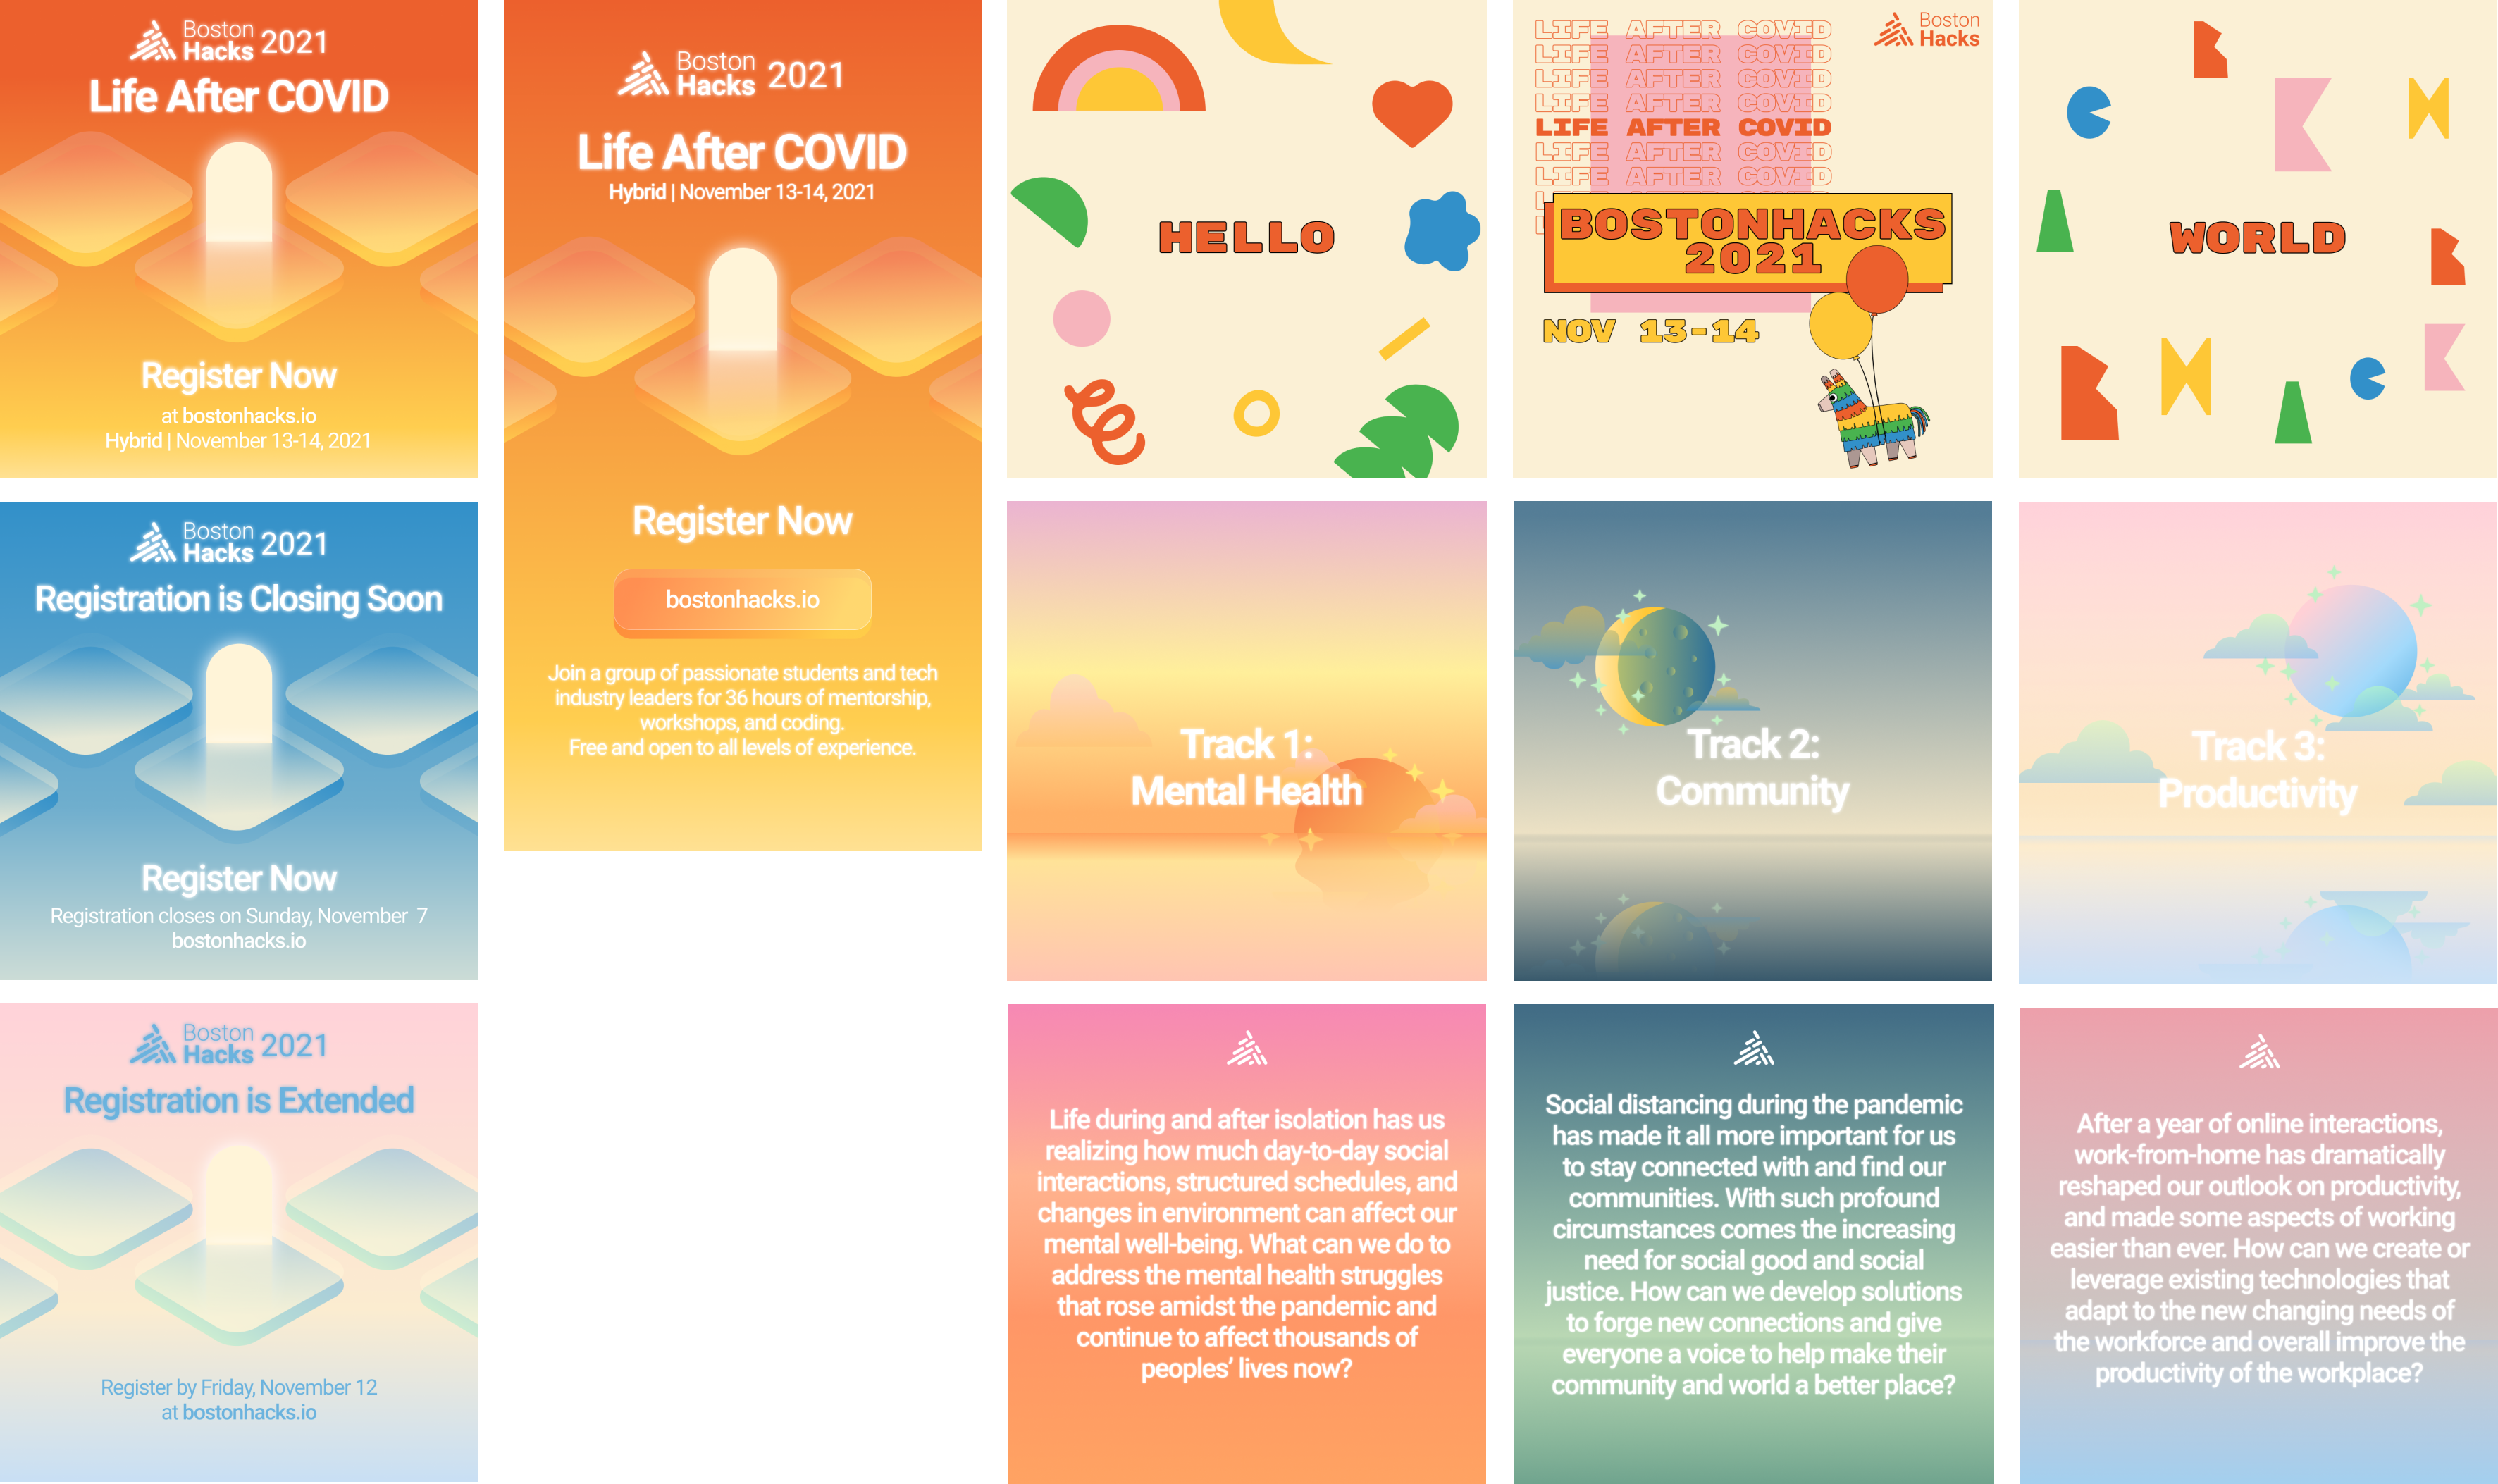 Boston
Hacks 2021
Life After COVID
Register Now
at bostonhacks.io
Hybrid | November 13-14, 2021
Boston
Hacks 2021
Registration is Closing Soon
Register Now
Registration closes on Sunday, November 7
bostonhacks.io
Boston
Hacks 2021
Registration is Extended
Register by Friday, November 12
at bostonhacks.io
Boston
Hacks 2021
Life After COVID
Hybrid | November 13-14, 2021
Register Now
bostonhacks.io
Join a group of passionate students and tech
industry leaders for 36 hours of mentorship,
workshops, and coding.
Free and open to all levels of experience.
HELLO
LIFE AFTER COVID
LIFE AFTER COVID
LIFE AFTER COVID
LIFE AFTER COVID
LIFE AFTER COVID
LIFE AFTER COVID
LIFE AFTER COVID
Boston
Hacks
BOSTONHACKS
2021
NOV 13-14
WORLD
Track 1:
Mental Health
Track 2:
Community
Track 3:
Productivity
Life during and after isolation has us
realizing how much day-to-day social
interactions, structured schedules, and
changes in environment can affect our
mental well-being. What can we do to
address the mental health struggles
that rose amidst the pandemic and
continue to affect thousands of
peoples’ lives now?
Social distancing during the pandemic
has made it all more important for us
to stay connected with and find our
communities. With such profound
circumstances comes the increasing
need for social good and social
justice. How can we develop solutions
to forge new connections and give
everyone a voice to help make their
community and world a better place?
After a year of online interactions,
work-from-home has dramatically
reshaped our outlook on productivity,
and made some aspects of working
easier than ever. How can we create or
leverage existing technologies that
adapt to the new changing needs of
the workforce and overall improve the
productivity of the workplace?